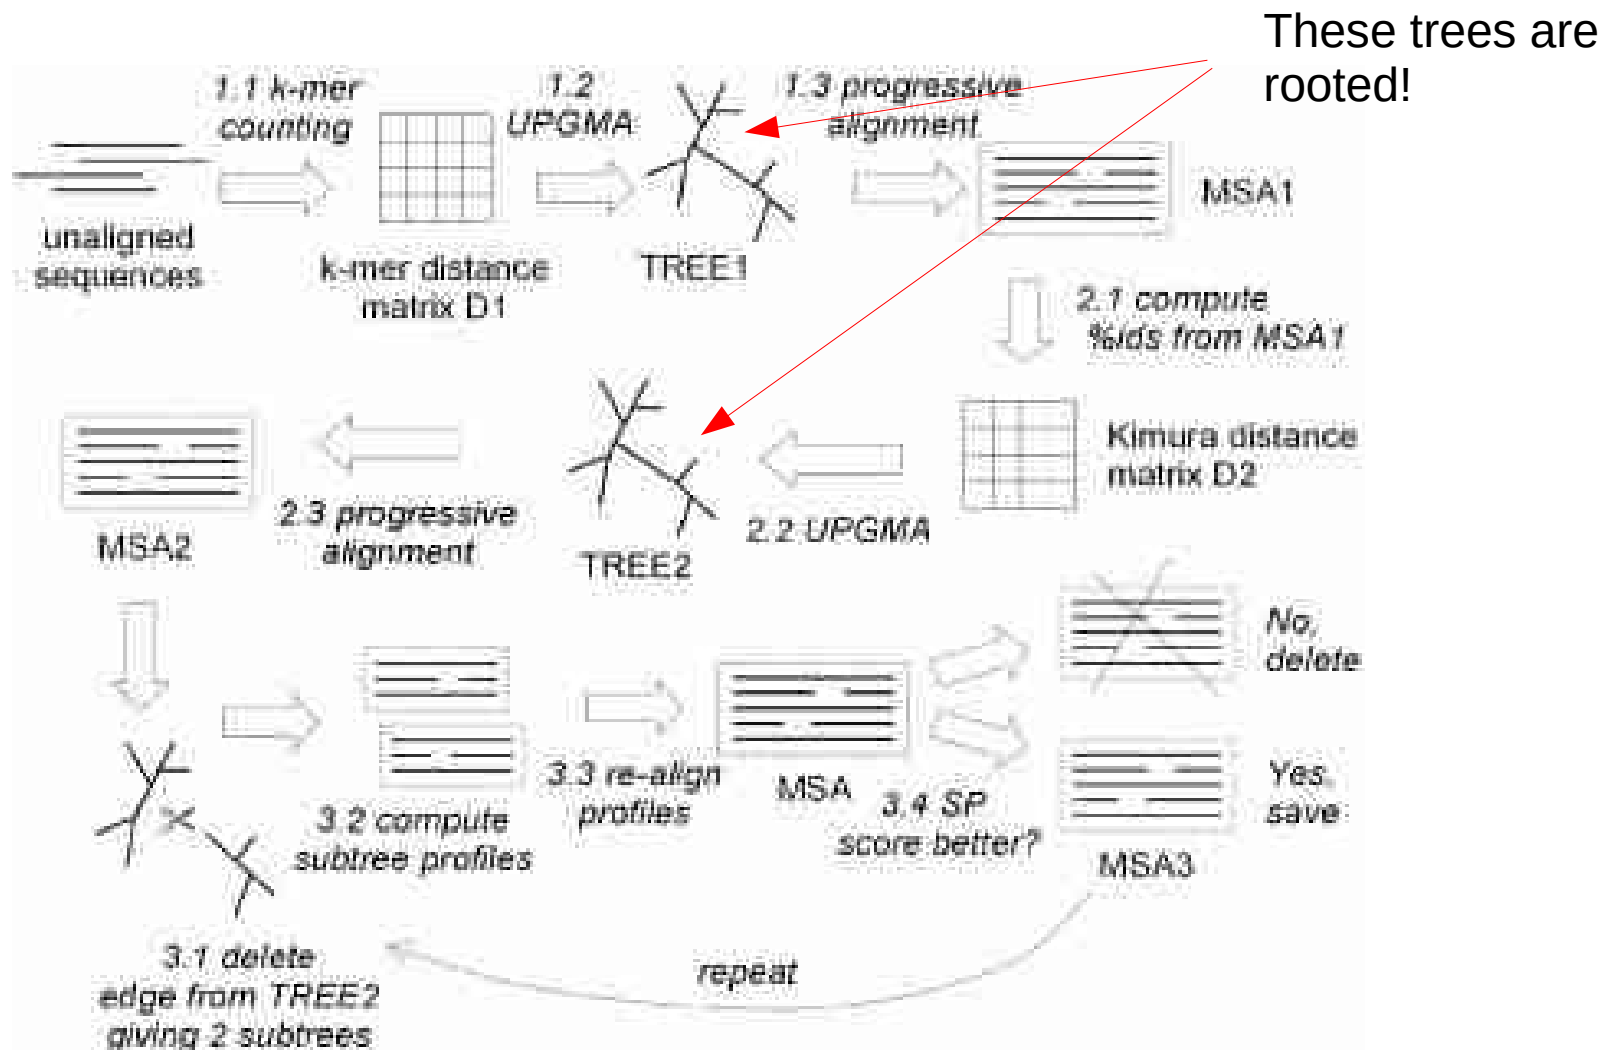 These trees are
rooted!
1.1 k-mer
counting
1.2
UPGMA
1.3 progressive
alignment
unaligned
sequences
k-mer distance
matrix D1
TREE1
MSA1
2.1 compute
%ids from MSA1
Kimura distance
matrix D2
2.2 UPGMA
TREE2
2.3 progressive
alignment
MSA2
3.1 delete
edge from TREE2
giving 2 subtrees
3.2 compute
subtree profiles
3.3 re-align
profiles
MSA
3.4 SP
score better?
No,
delete
Yes,
save
MSA3
repeat